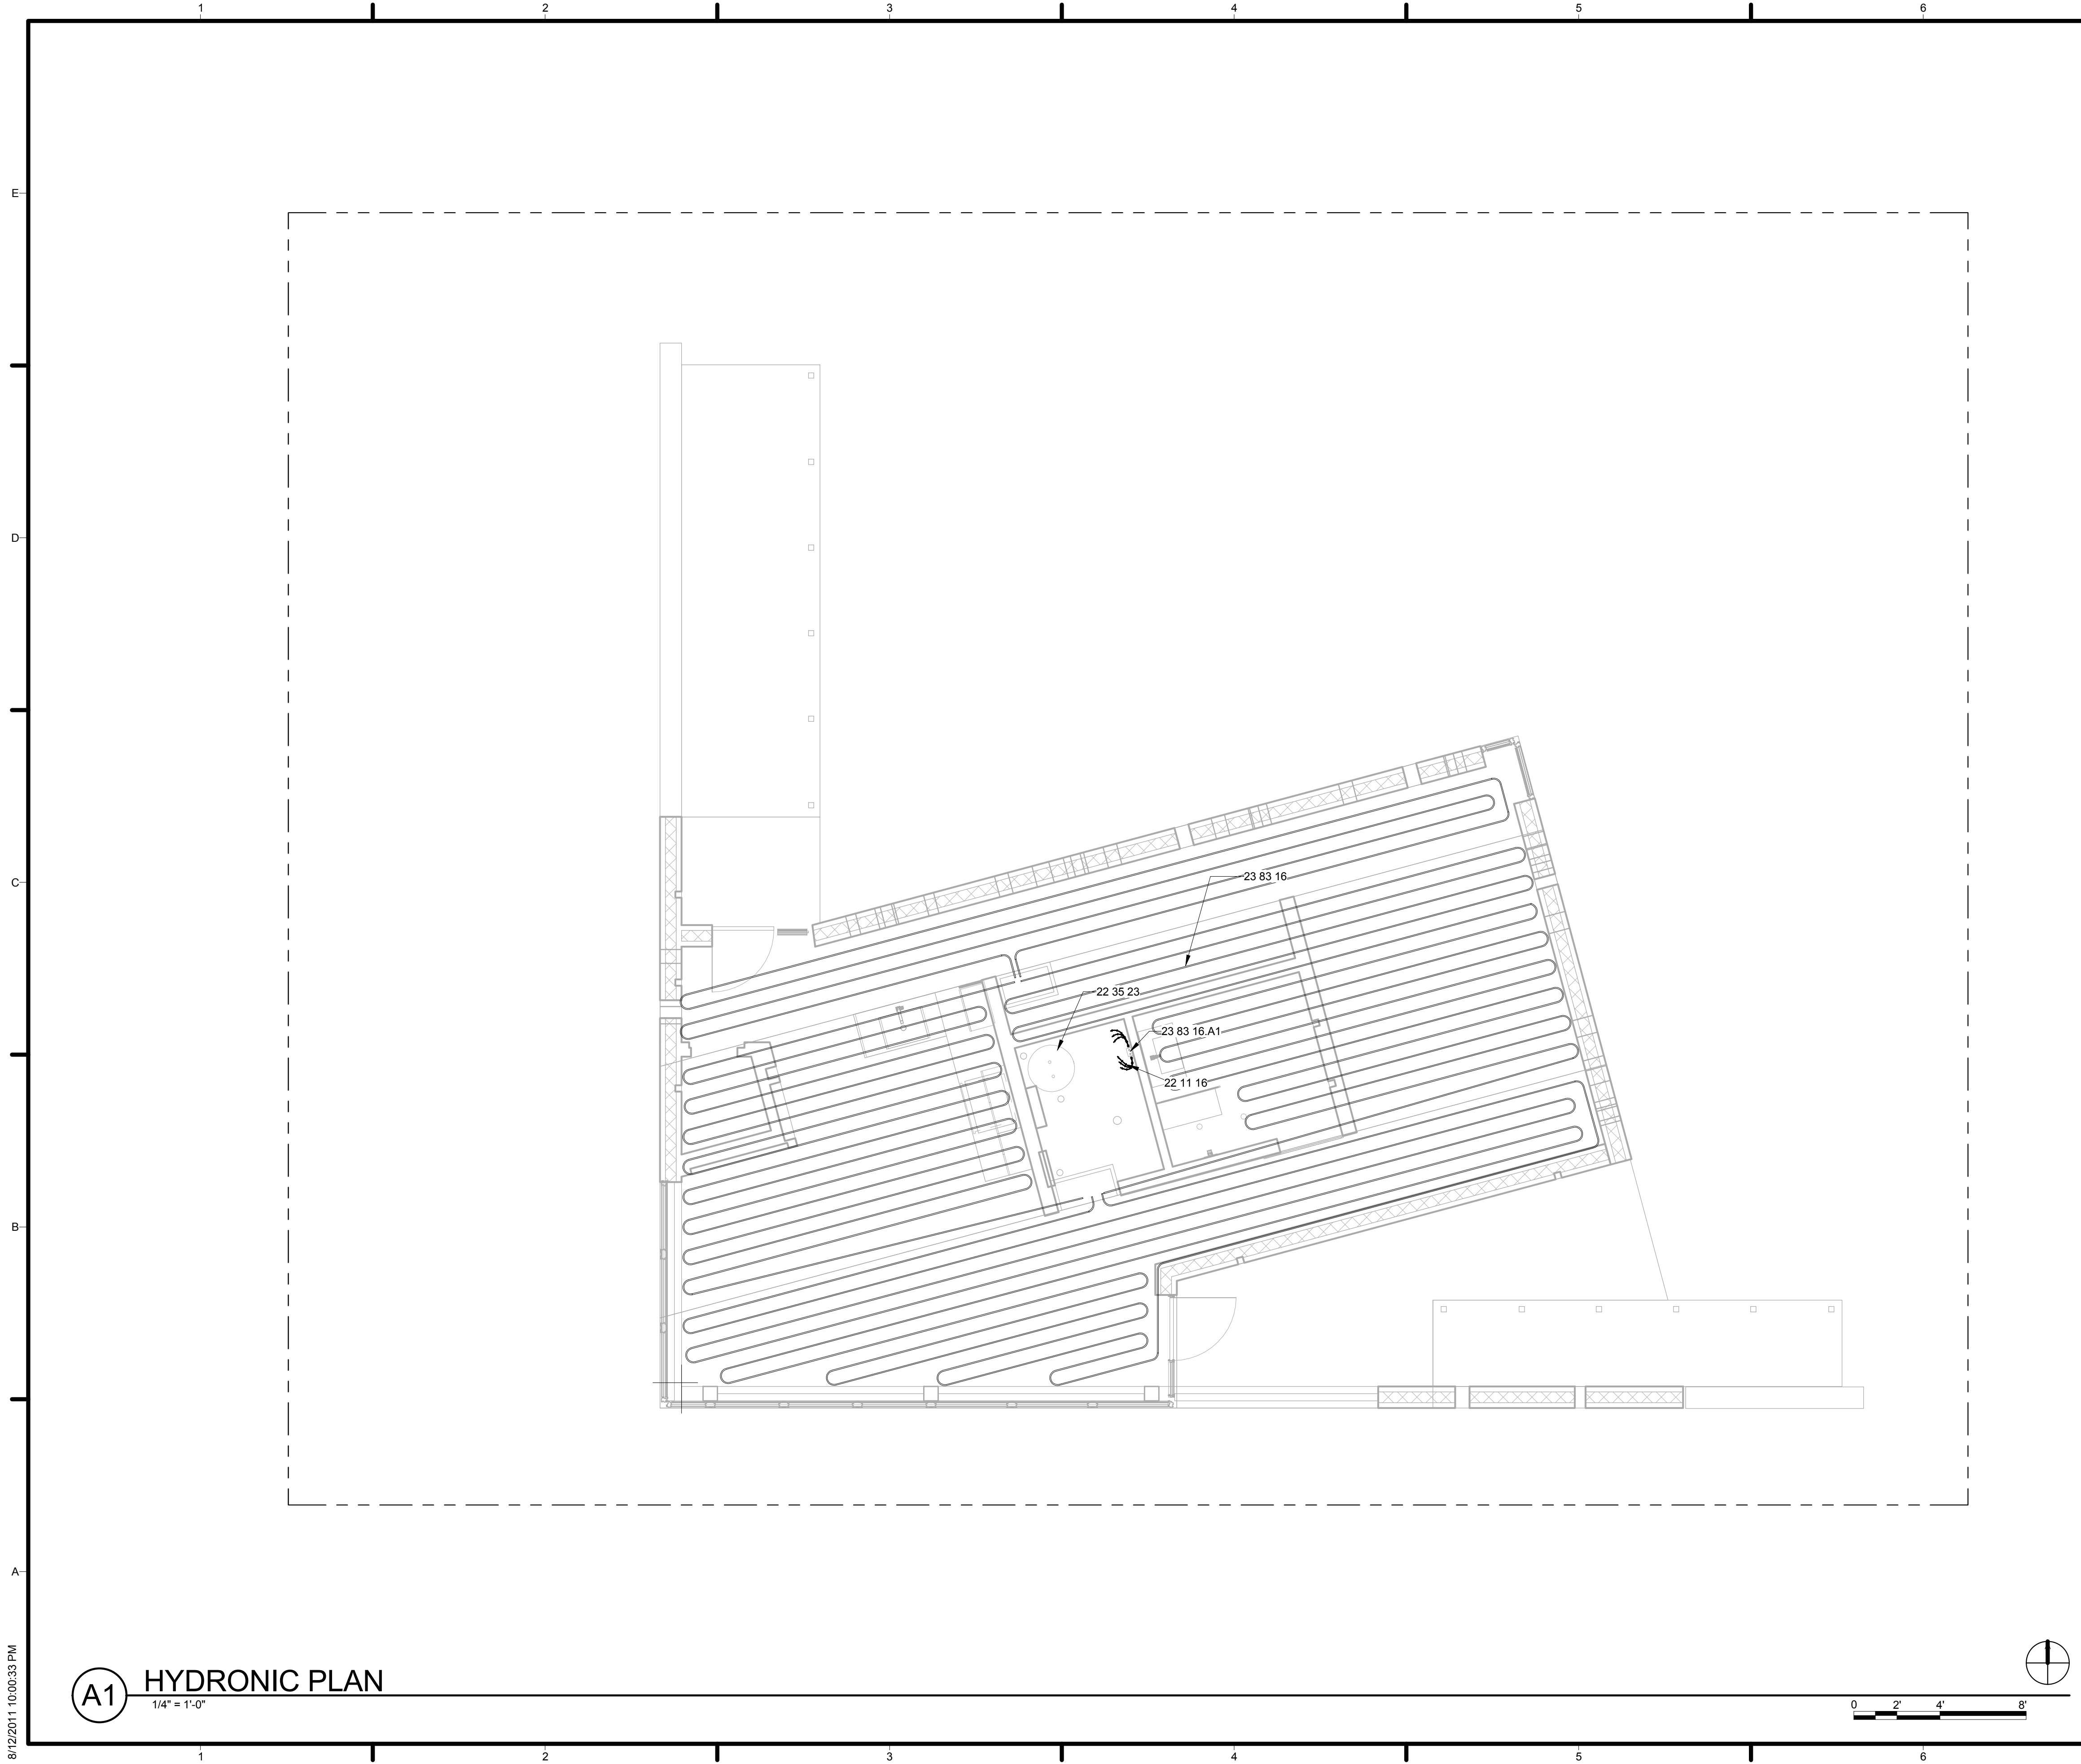 1 2 3 4 5 6
E
D
C
B
A
23 83 16
22 35 23
23 83 16.A1
22 11 16
A1 HYDRONIC PLAN
1/4" = 1'-0"
0 2' 4' 8'
8/12/2011 10:00:33 PM
1 2 3 4 5 6